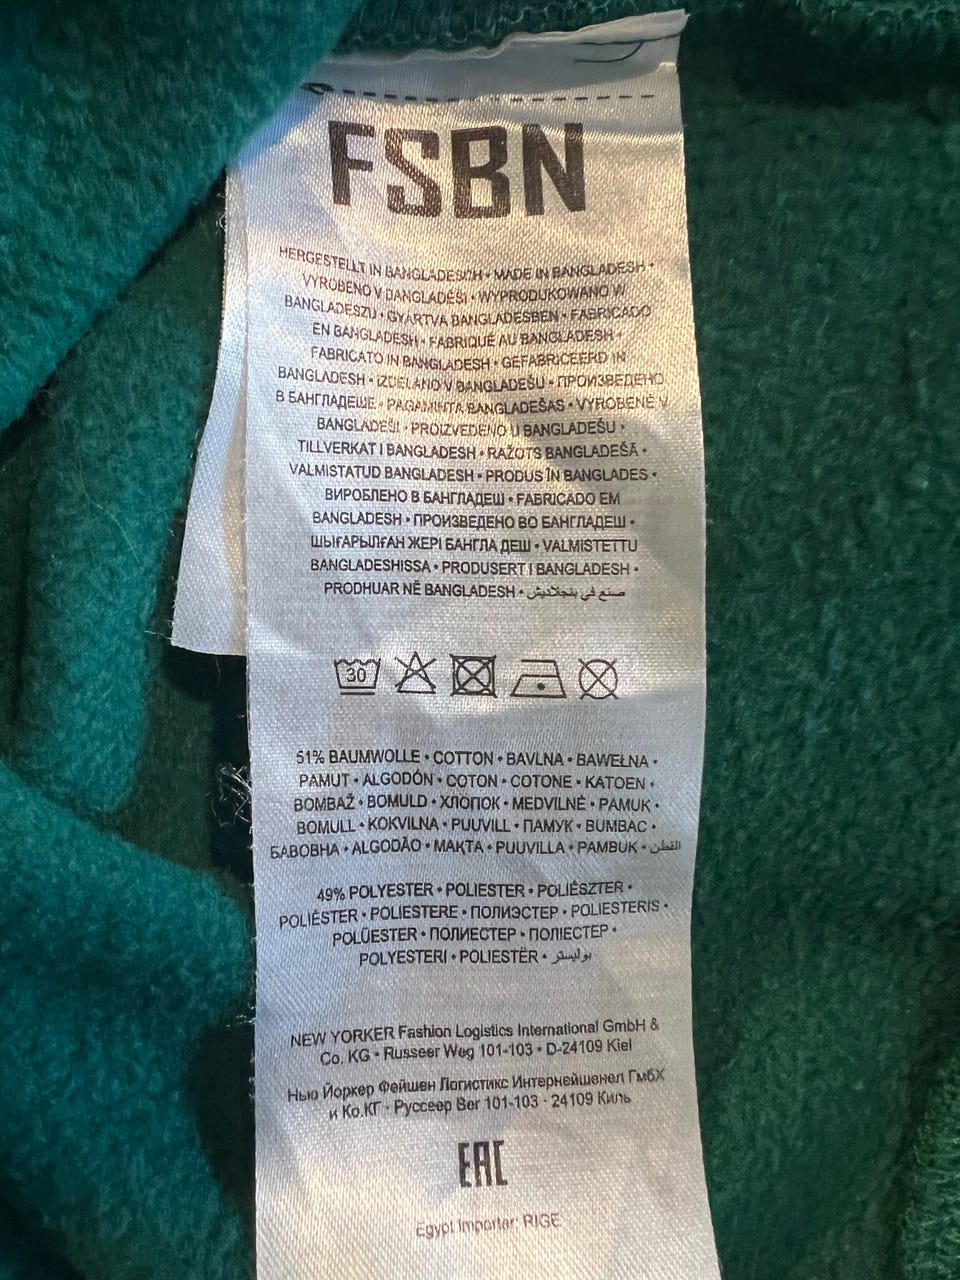 FSBN
HERGESTELLT IN BANGLADESCH • MADE IN BANGLADESH •
VYROBENO V BANGLADÉŠI • WYPRODUKOWANO W
BANGLADESZU • GYÁRTVA BANGLADESBEN • FABRICADO
EN BANGLADESH • FABRIQUÉ AU BANGLADESH •
FABRICATO IN BANGLADESH • GEFABRICEERD IN
BANGLADESH • IZDELANO V BANGLADEŠU • ПРОИЗВЕДЕНО
В БАНГЛАДЕШЕ • PAGAMINTA BANGLADEŠAS • VYROBENÉ V
BANGLADÉŠI • PROIZVEDENO U BANGLADEŠU •
TILLVERKAT I BANGLADESH • RAŽOTS BANGLADEŠĀ •
VALMISTATUD BANGLADESH • PRODUS ÎN BANGLADES •
ВИРОБЛЕНО В БАНГЛАДЕШ • FABRICADO EM
BANGLADESH • ПРОИЗВЕДЕНО ВО БАНГЛАДЕШ •
ШЫҒАРЫЛҒАН ЖЕРІ БАНГЛА ДЕШ • VALMISTETTU
BANGLADESHISSA • PRODUSERT I BANGLADESH •
PRODHUAR NË BANGLADESH • صنع في بنجلاديش
30
51% BAUMWOLLE • COTTON • BAVLNA • BAWEŁNA •
PAMUT • ALGODÓN • COTON • COTONE • KATOEN •
BOMBAŽ • BOMULD • ХЛОПОК • MEDVILNĖ • PAMUK •
BOMULL • KOKVILNA • PUUVILL • ПАМУК • BUMBAC •
БАВОВНА • ALGODÃO • МАҚТА • PUUVILLA • PAMBUK • القطن
49% POLYESTER • POLIESTER • POLIÉSZTER •
POLIÉSTER • POLIESTERE • ПОЛИЭСТЕР • POLIESTERIS •
POLÜESTER • ПОЛИЕСТЕР • ПОЛІЕСТЕР •
POLYESTERI • POLIESTËR • بوليستر
NEW YORKER Fashion Logistics International GmbH &
Co. KG • Russeer Weg 101-103 • D-24109 Kiel
Нью Йоркер Фейшен Логистикс Интернейшенел ГмбХ
и Ко.КГ · Руссеер Вег 101-103 · 24109 Киль
EAC
Egypt Importer: RIGE